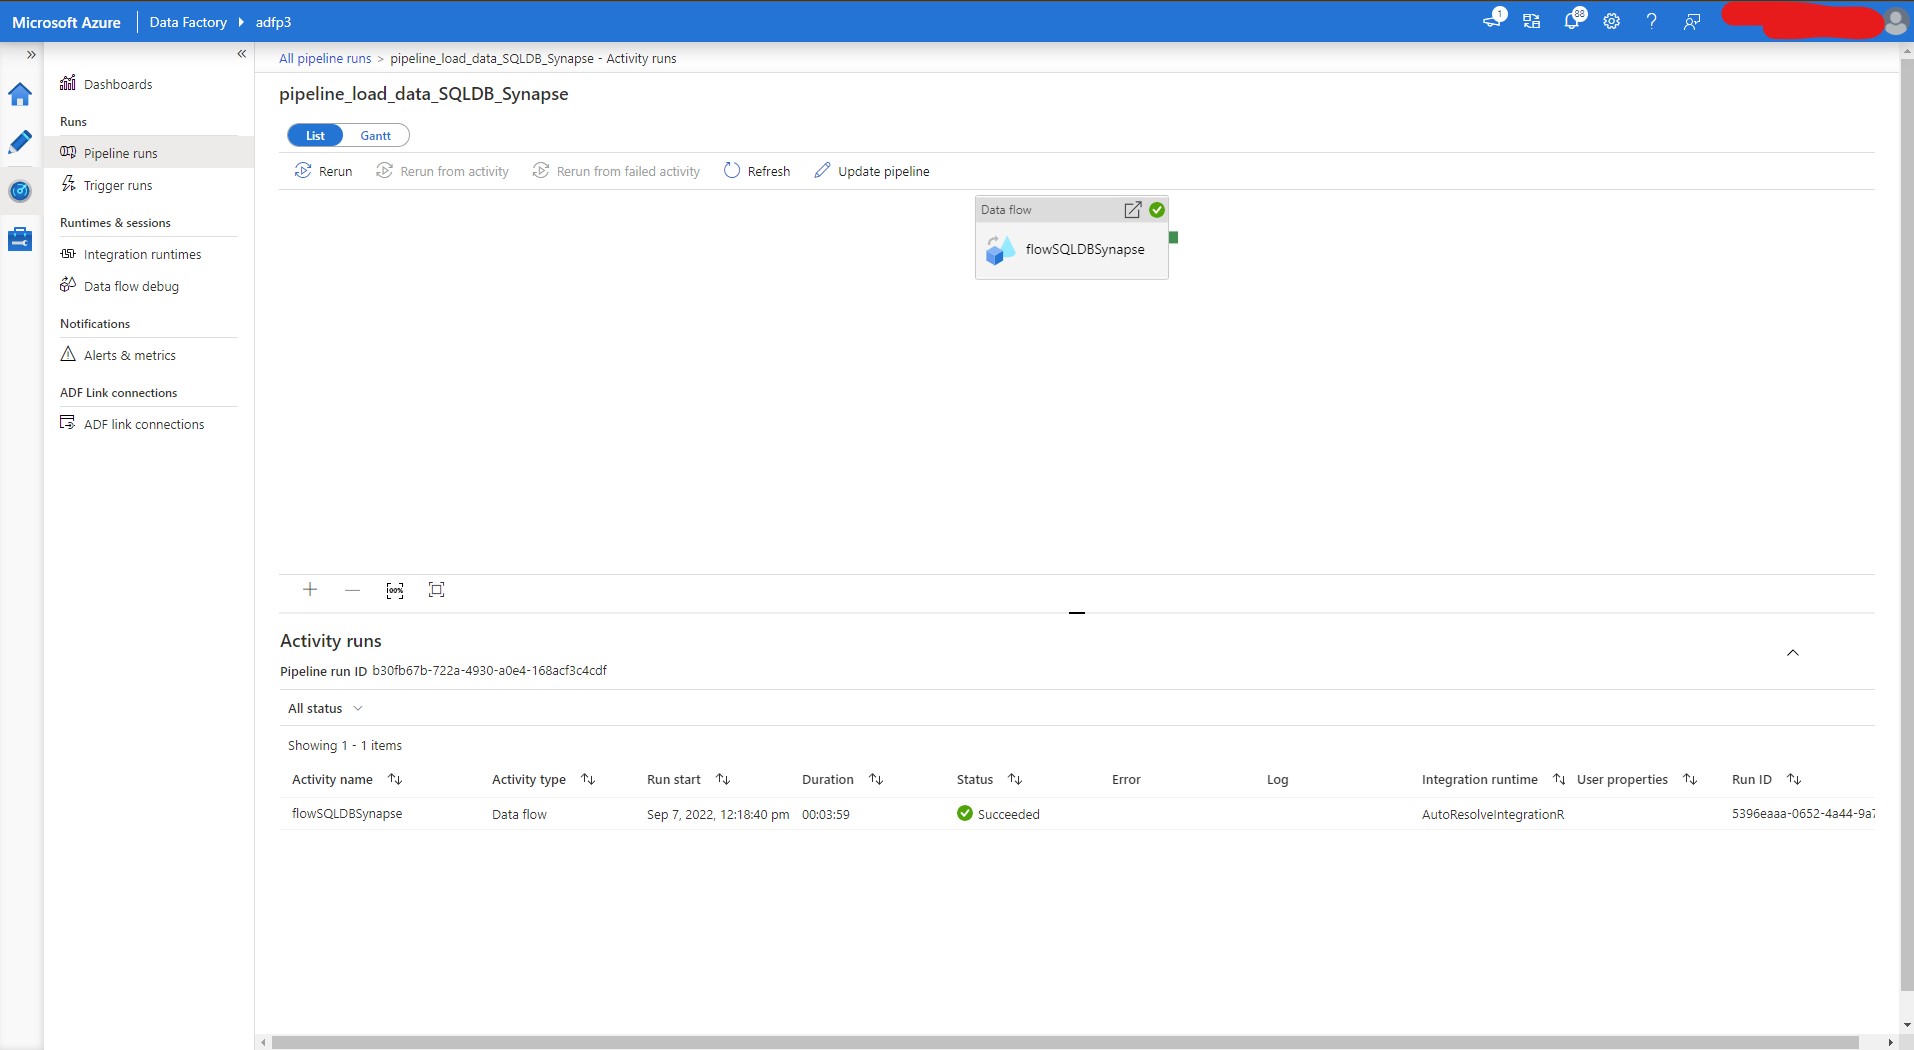 Microsoft Azure Data Factory adfp3 1 88
Dashboards
Runs
Pipeline runs
Trigger runs
Runtimes & sessions
Integration runtimes
Data flow debug
Notifications
Alerts & metrics
ADF Link connections
ADF link connections
All pipeline runs > pipeline_load_data_SQLDB_Synapse - Activity runs
pipeline_load_data_SQLDB_Synapse
List Gantt
Rerun Rerun from activity Rerun from failed activity Refresh Update pipeline
Data flow
flowSQLDBSynapse
100%
Activity runs
Pipeline run ID b30fb67b-722a-4930-a0e4-168acf3c4cdf
All status
Showing 1 - 1 items
Activity name Activity type Run start Duration Status Error Log Integration runtime User properties Run ID
flowSQLDBSynapse Data flow Sep 7, 2022, 12:18:40 pm 00:03:59 Succeeded AutoResolveIntegrationR 5396eaaa-0652-4a44-9a7